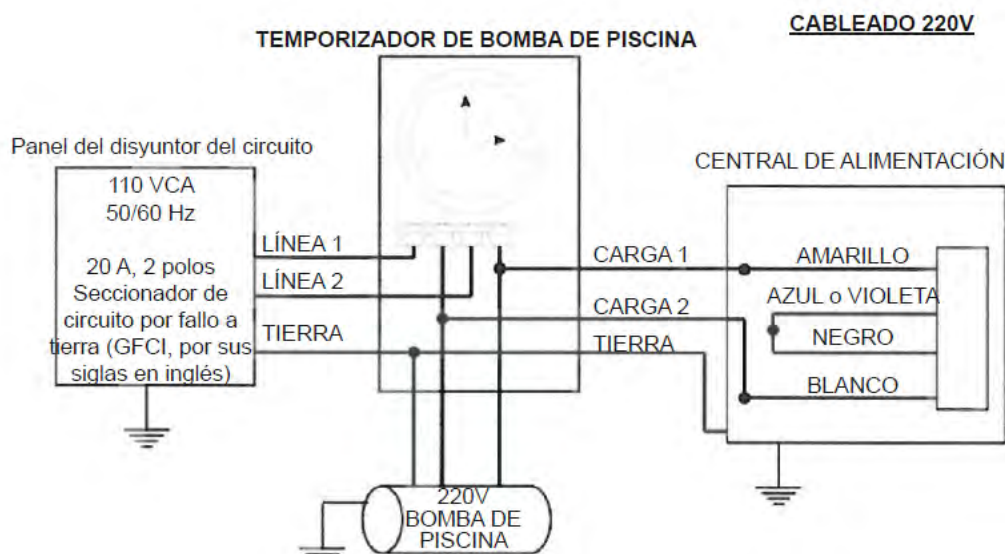 CABLEADO 220V
TEMPORIZADOR DE BOMBA DE PISCINA
Panel del disyuntor del circuito
110 VCA
50/60 Hz
20 A, 2 polos
Seccionador de
circuito por fallo a
tierra (GFCI, por sus
siglas en inglés)
LÍNEA 1
LÍNEA 2
TIERRA
CARGA 1
CARGA 2
TIERRA
CENTRAL DE ALIMENTACIÓN
AMARILLO
AZUL o VIOLETA
NEGRO
BLANCO
220V
BOMBA DE
PISCINA